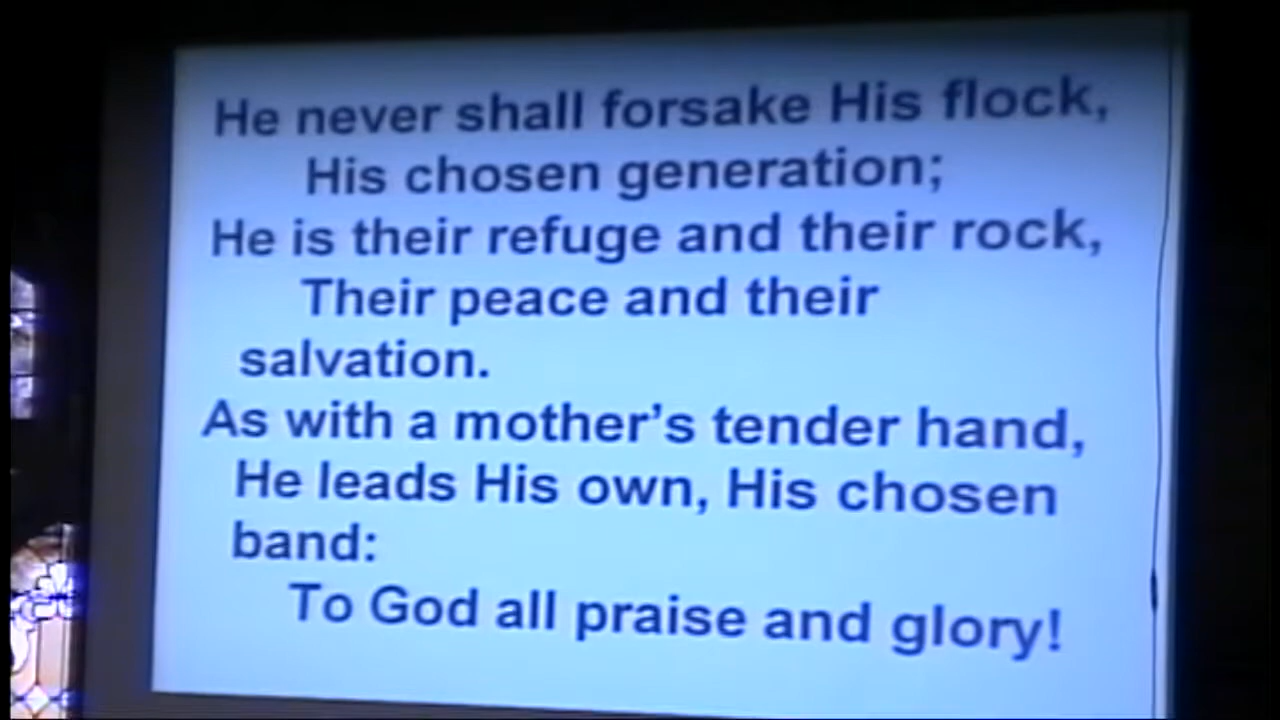 He never shall forsake His flock,
His chosen generation;
He is their refuge and their rock,
Their peace and their
salvation.
As with a mother's tender hand,
He leads His own, His chosen
band:
To God all praise and glory!